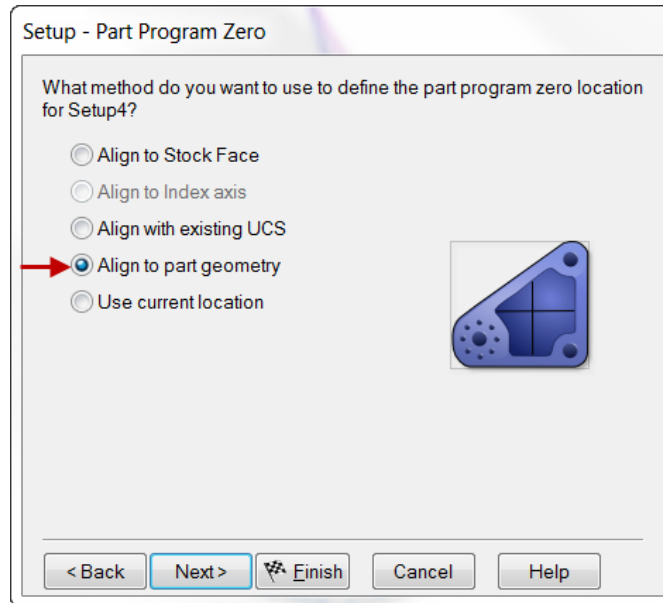 Setup - Part Program Zero
What method do you want to use to define the part program zero location
for Setup4?
Align to Stock Face
Align to Index axis
Align with existing UCS
Align to part geometry
Use current location
< Back Next > Finish Cancel Help